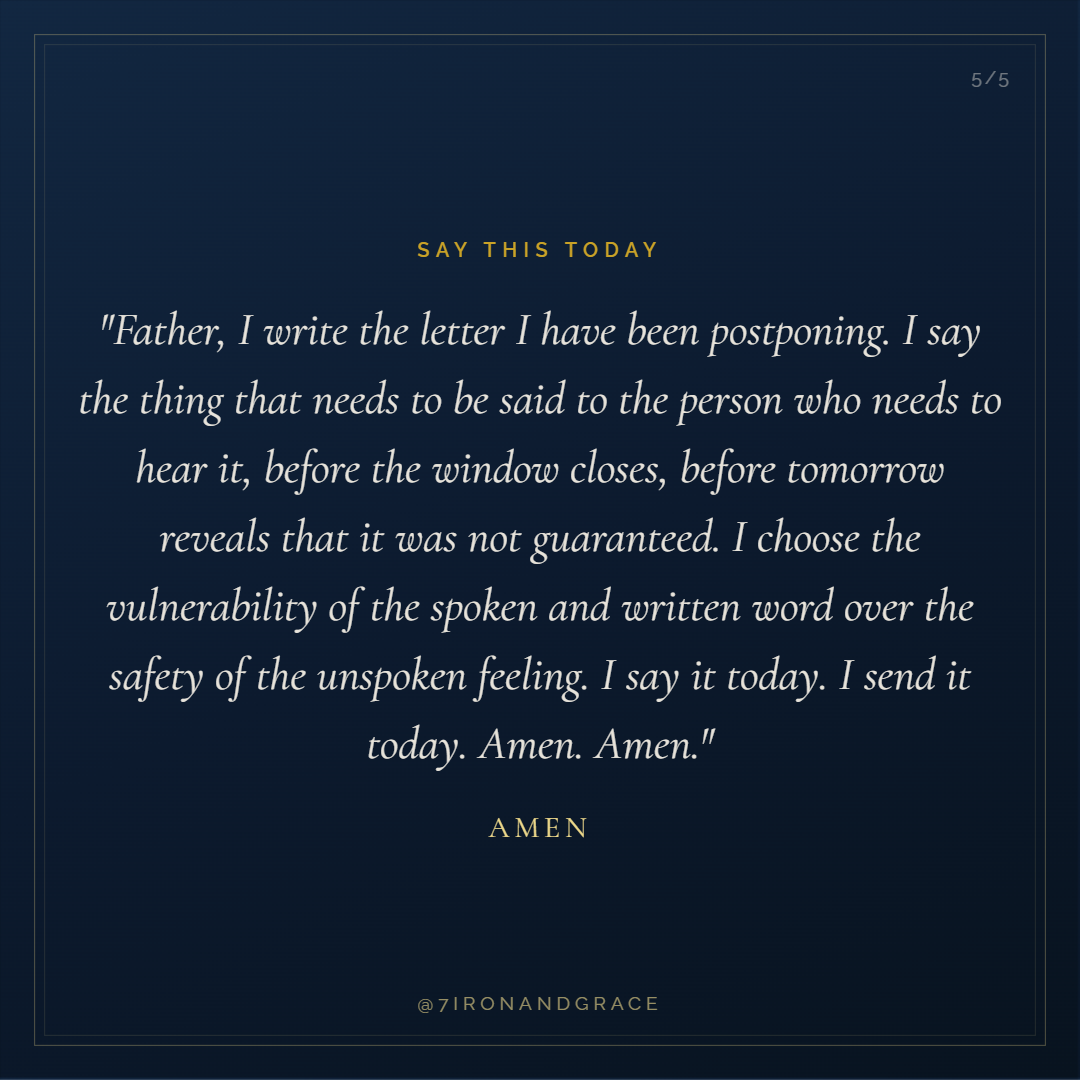 5/5
SAY THIS TODAY
"Father, I write the letter I have been postponing. I say
the thing that needs to be said to the person who needs to
hear it, before the window closes, before tomorrow
reveals that it was not guaranteed. I choose the
vulnerability of the spoken and written word over the
safety of the unspoken feeling. I say it today. I send it
today. Amen. Amen."
AMEN
@7IRONANDGRACE